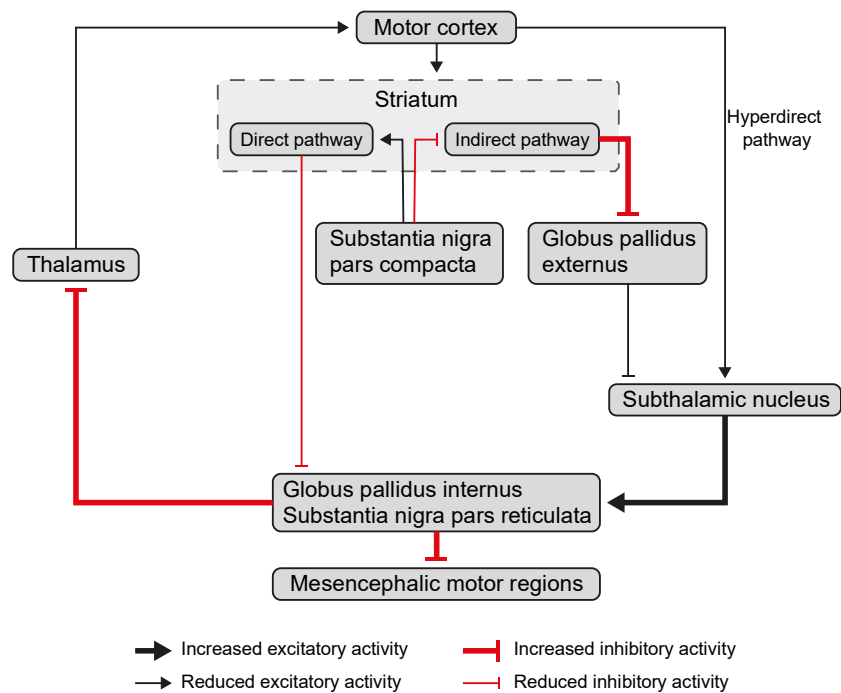 Motor cortex
Striatum
Direct pathway
Indirect pathway
Hyperdirect
pathway
Substantia nigra
pars compacta
Globus pallidus
externus
Thalamus
Subthalamic nucleus
Globus pallidus internus
Substantia nigra pars reticulata
Mesencephalic motor regions
Increased excitatory activity
Increased inhibitory activity
Reduced excitatory activity
Reduced inhibitory activity